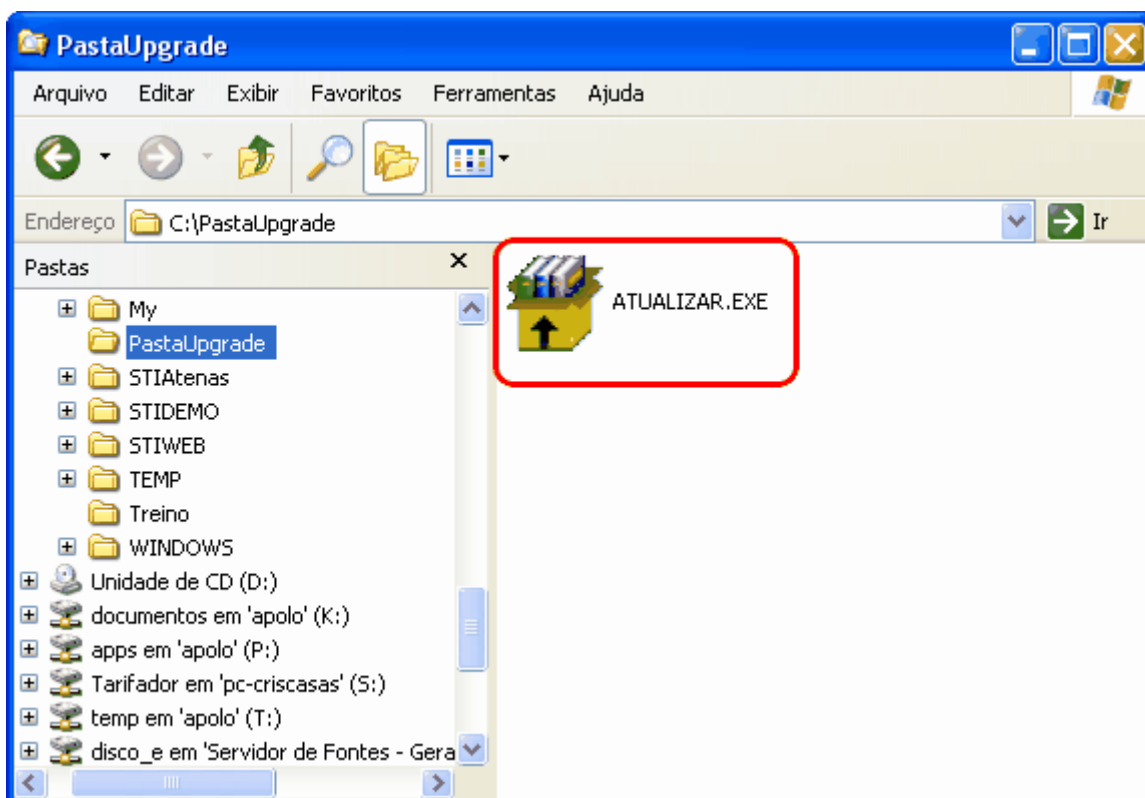 PastaUpgrade
Arquivo Editar Exibir Favoritos Ferramentas Ajuda
Endereço C:\PastaUpgrade Ir
Pastas
ATUALIZAR.EXE
My
PastaUpgrade
STIAtenas
STIDEMO
STIWEB
TEMP
Treino
WINDOWS
Unidade de CD (D:)
documentos em 'apolo' (K:)
apps em 'apolo' (P:)
Tarifador em 'pc-criscasas' (S:)
temp em 'apolo' (T:)
disco_e em 'Servidor de Fontes - Gera